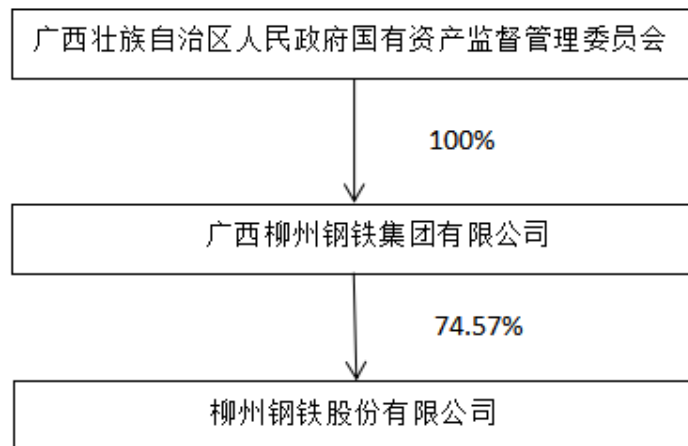 广西壮族自治区人民政府国有资产监督管理委员会
100%
广西柳州钢铁集团有限公司
74.57%
柳州钢铁股份有限公司